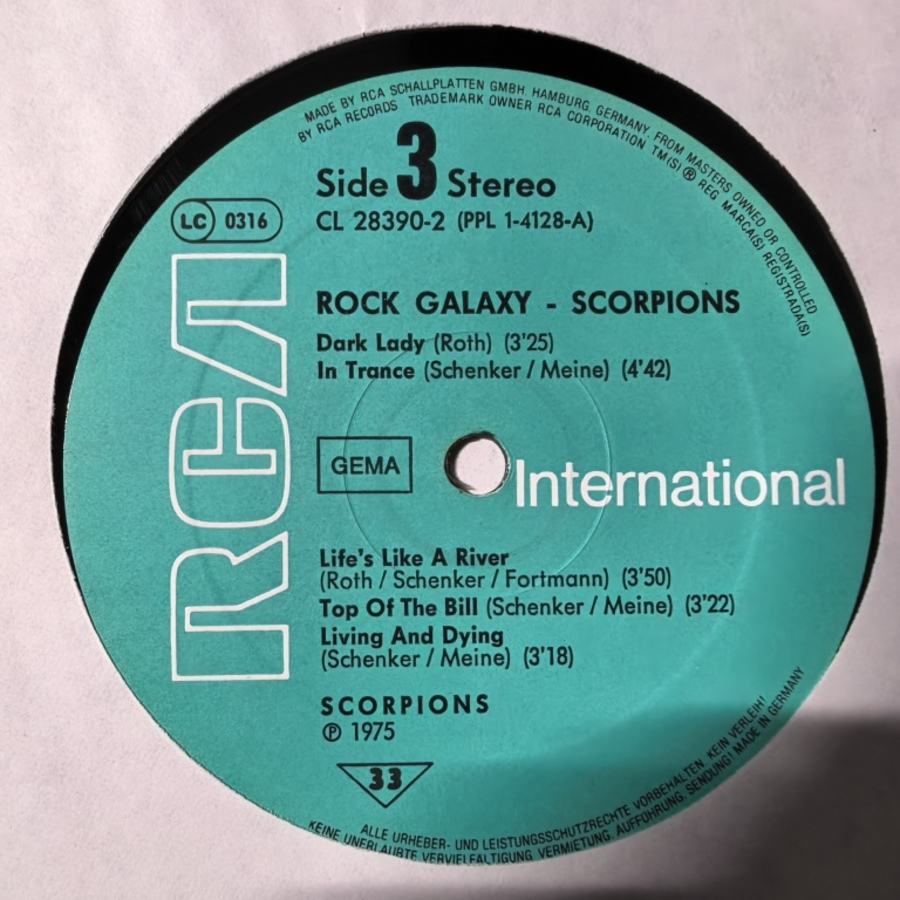 MADE BY RCA SCHALLPLATTEN GMBH, HAMBURG, GERMANY, FROM MASTERS OWNED OR CONTROLLED
BY RCA RECORDS TRADEMARK OWNER RCA CORPORATION TM(S) ® REG MARCA(S) REGISTRADA(S)
Side 3 Stereo
LC 0316
CL 28390-2 (PPL 1-4128-A)
RCA
ROCK GALAXY - SCORPIONS
Dark Lady (Roth) (3'25)
In Trance (Schenker / Meine) (4'42)
GEMA
International
Life's Like A River
(Roth / Schenker / Fortmann) (3'50)
Top Of The Bill (Schenker / Meine) (3'22)
Living And Dying
(Schenker / Meine) (3'18)
SCORPIONS
℗ 1975
33
ALLE URHEBER- UND LEISTUNGSSCHUTZRECHTE VORBEHALTEN. KEIN VERLEIH!
KEINE UNERLAUBTE VERVIELFÄLTIGUNG, VERMIETUNG, AUFFÜHRUNG, SENDUNG! MADE IN GERMANY